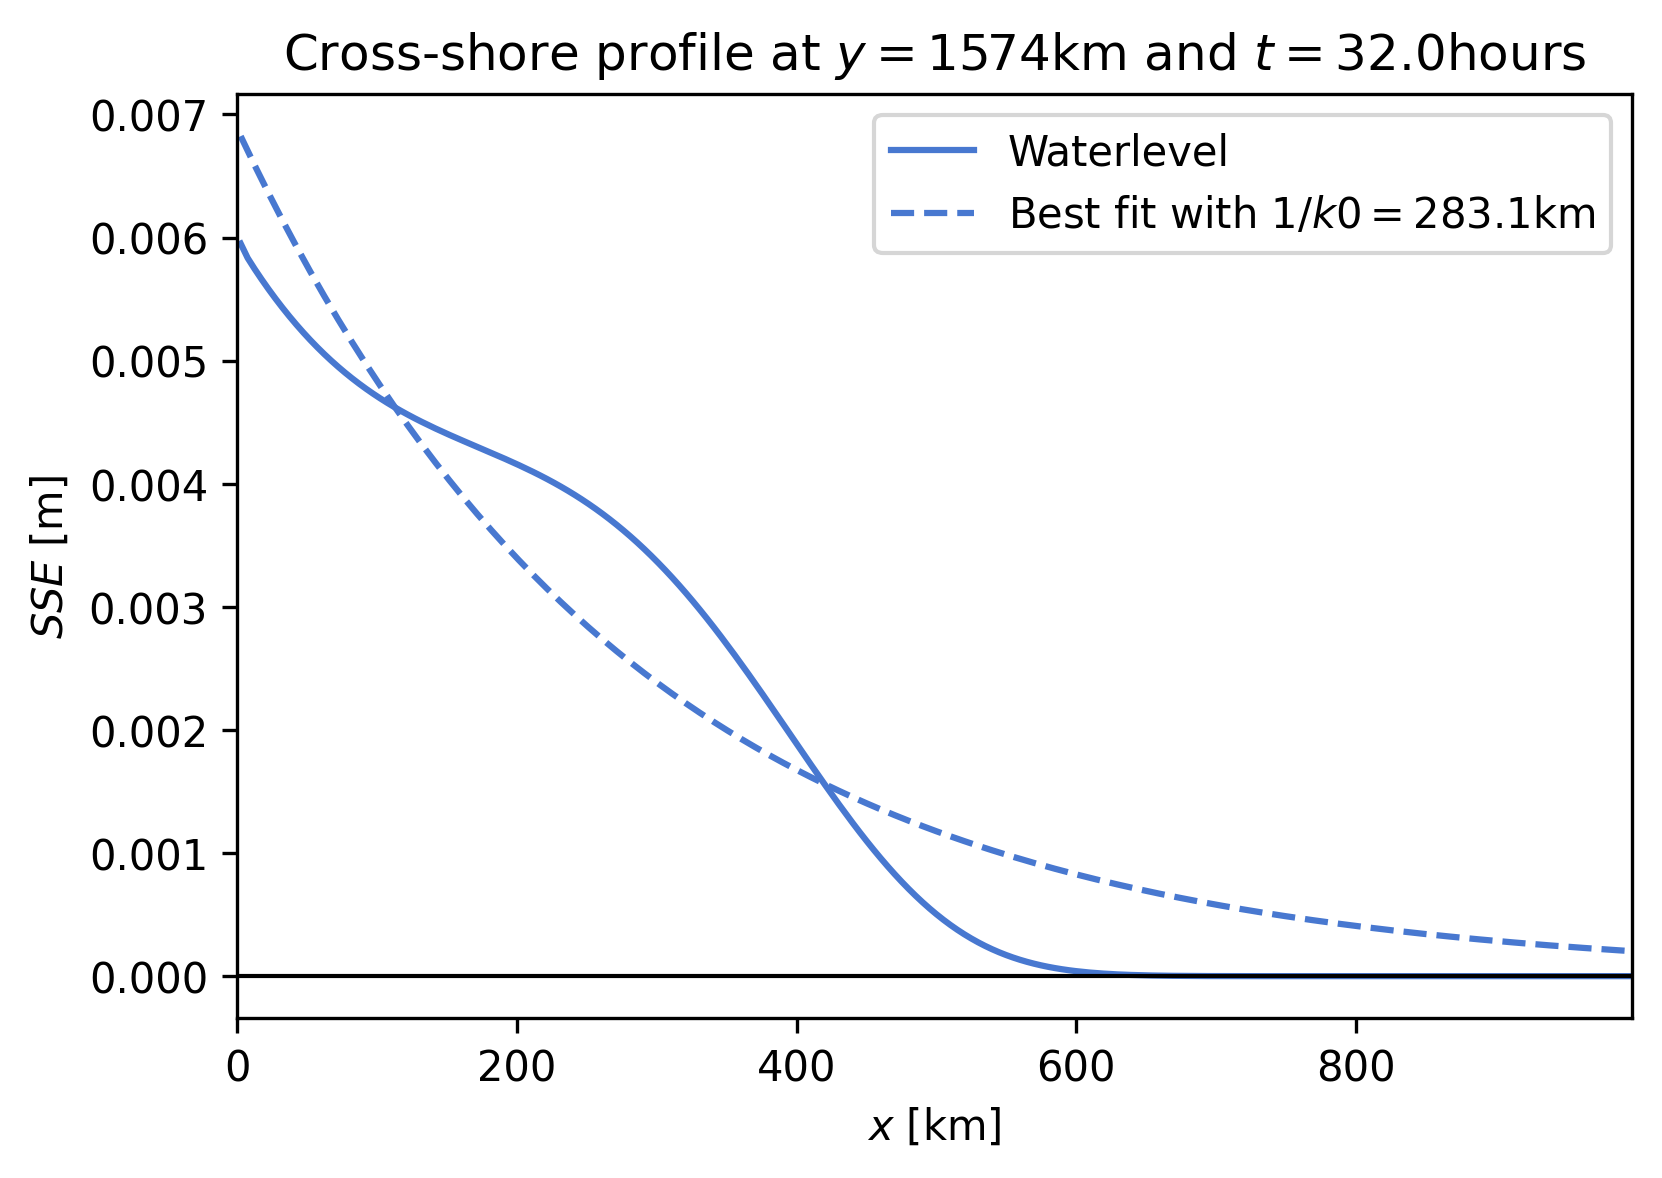 Cross-shore profile at y = 1574km and t = 32.0hours
Waterlevel
Best fit with 1/k0 = 283.1km
0.007
0.006
0.005
0.004
0.003
0.002
0.001
0.000
SSE [m]
0 200 400 600 800
x [km]